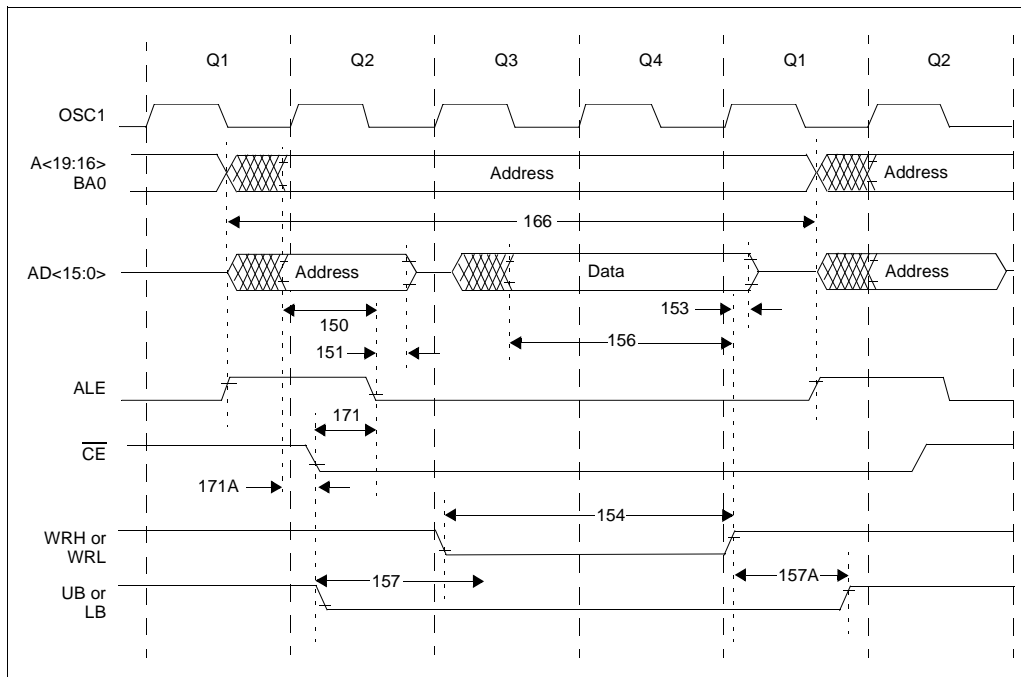 Q1 Q2 Q3 Q4 Q1 Q2
OSC1
A<19:16>
BA0
Address
Address
166
AD<15:0>
Address
Data
Address
150
153
151
156
ALE
171
CE
171A
154
WRH or
WRL
157
157A
UB or
LB